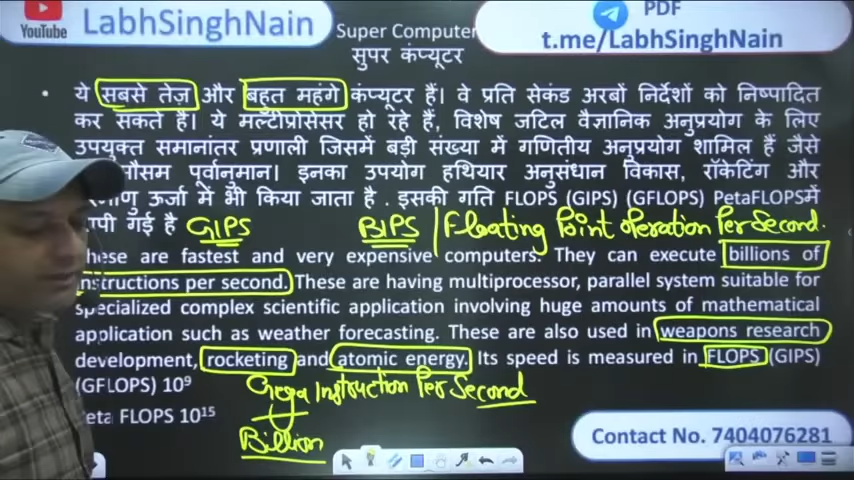 YouTube
LabhSinghNain
Super Computer
सुपर कंप्यूटर
PDF
t.me/LabhSinghNain
• ये सबसे तेज़ और बहुत महंगे कंप्यूटर हैं। वे प्रति सेकंड अरबों निर्देशों को निष्पादित
कर सकते हैं। ये मल्टीप्रोसेसर हो रहे हैं, विशेष जटिल वैज्ञानिक अनुप्रयोग के लिए
उपयुक्त समानांतर प्रणाली जिसमें बड़ी संख्या में गणितीय अनुप्रयोग शामिल हैं जैसे
पूर्वानुमान। इनका उपयोग हथियार अनुसंधान विकास, रॉकेटिंग और
ऊर्जा में भी किया जाता है . इसकी गति FLOPS (GIPS) (GFLOPS) PetaFLOPSमें
गई है GIPS BIPS | Floating Point operation Per Second.
are fastest and very expensive computers. They can execute billions of
instructions per second. These are having multiprocessor, parallel system suitable for
specialized complex scientific application involving huge amounts of mathematical
application such as weather forecasting. These are also used in weapons research
development, rocketing and atomic energy. Its speed is measured in FLOPS (GIPS)
(GFLOPS) 10⁹
Gega Instruction Per Second
FLOPS 10¹⁵
Billion
Contact No. 7404076281